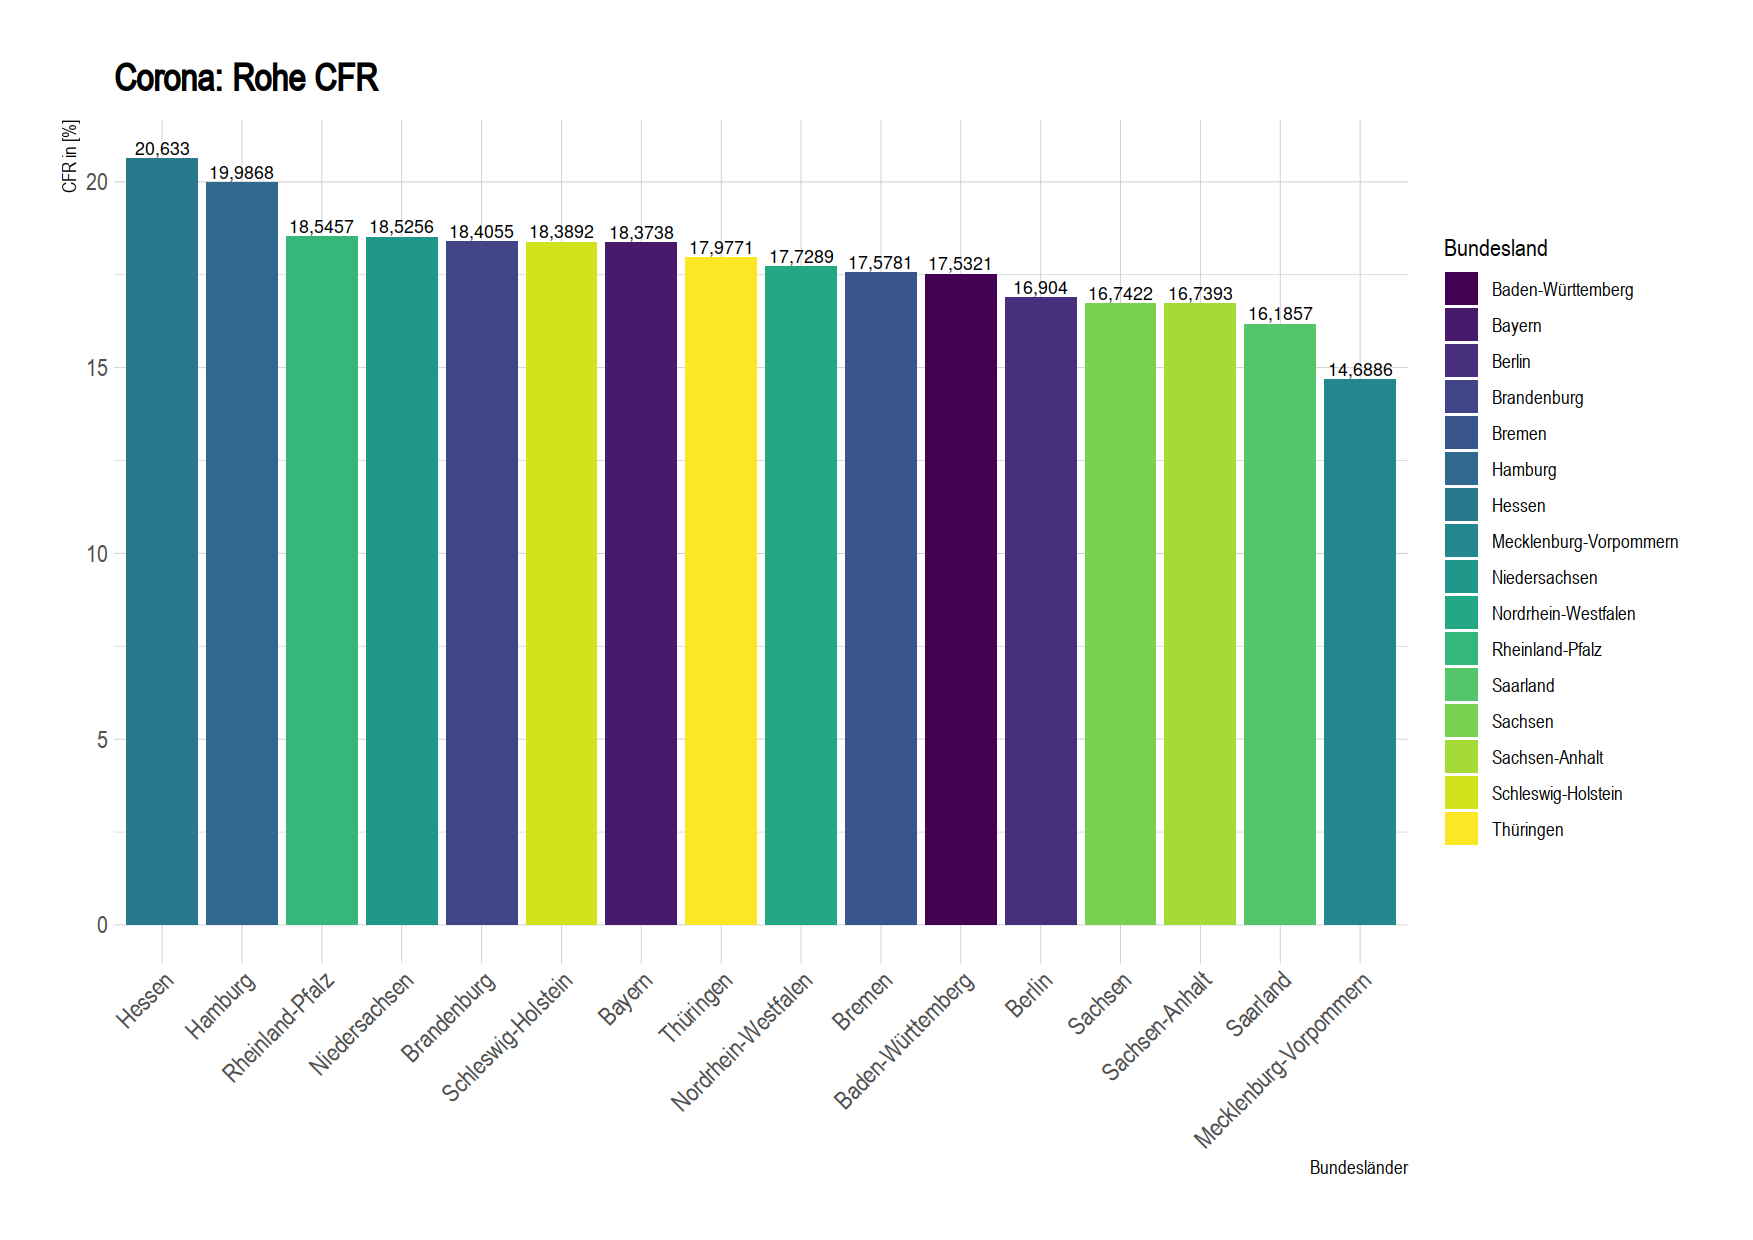 Corona: Rohe CFR
CFR in [%]
20
15
10
5
0
20,633
19,9868
18,5457
18,5256
18,4055
18,3892
18,3738
17,9771
17,7289
17,5781
17,5321
16,904
16,7422
16,7393
16,1857
14,6886
Hessen
Hamburg
Rheinland-Pfalz
Niedersachsen
Brandenburg
Schleswig-Holstein
Bayern
Thüringen
Nordrhein-Westfalen
Bremen
Baden-Württemberg
Berlin
Sachsen
Sachsen-Anhalt
Saarland
Mecklenburg-Vorpommern
Bundesländer
Bundesland
Baden-Württemberg
Bayern
Berlin
Brandenburg
Bremen
Hamburg
Hessen
Mecklenburg-Vorpommern
Niedersachsen
Nordrhein-Westfalen
Rheinland-Pfalz
Saarland
Sachsen
Sachsen-Anhalt
Schleswig-Holstein
Thüringen